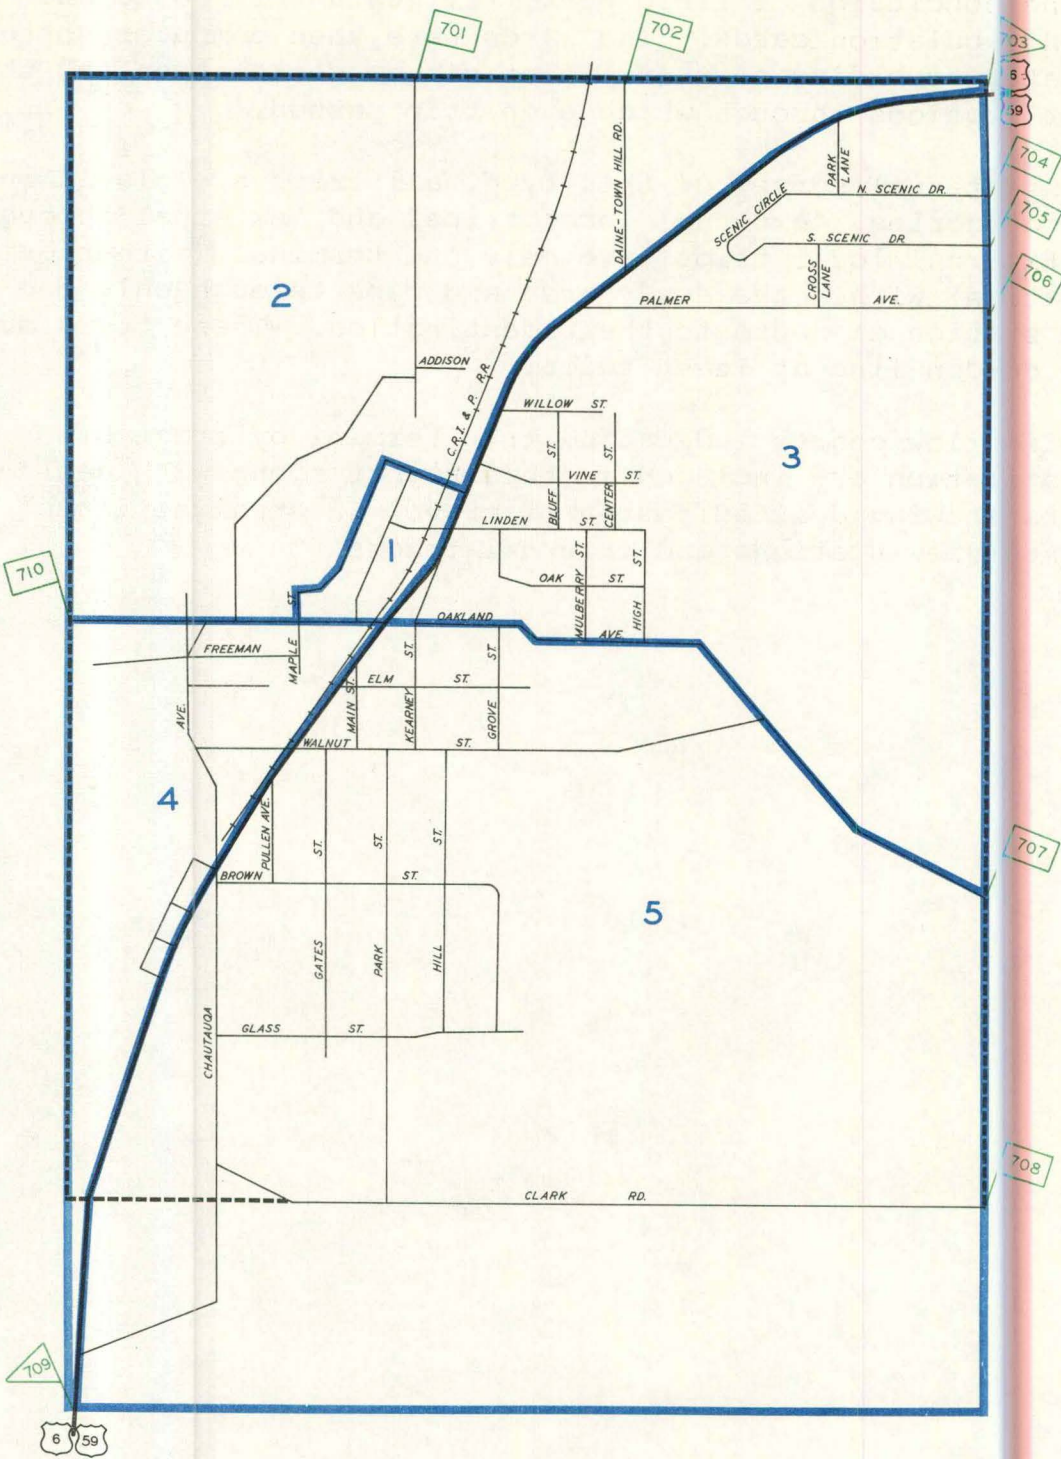 701
702
703
6
59
704
705
706
DAINE-TOWN HILL RD.
PARK LANE
N. SCENIC DR.
SCENIC CIRCLE
S. SCENIC DR
CROSS LANE
PALMER AVE.
2
ADDISON
C.R.I. & P. R.R.
WILLOW ST.
3
VINE ST.
BLUFF ST.
CENTER ST.
LINDEN ST.
1
OAK ST.
MULBERRY ST.
HIGH ST.
710
MAPLE ST.
OAKLAND AVE.
FREEMAN
ELM ST.
MAIN ST.
KEARNEY ST.
GROVE ST.
WALNUT ST.
4
PULLEN AVE.
BROWN ST.
707
5
GATES ST.
PARK ST.
HILL ST.
GLASS ST.
CHAUTAUQA AVE.
708
CLARK RD.
709
6
59